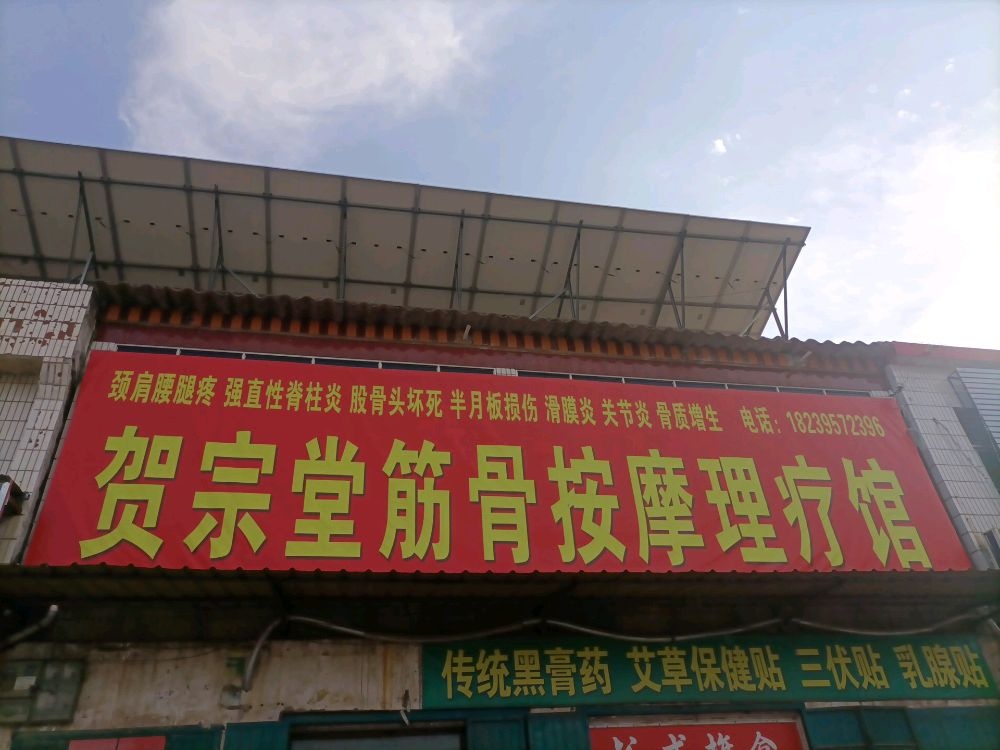 颈肩腰腿疼 强直性脊柱炎 股骨头坏死 半月板损伤 滑膜炎 关节炎 骨质增生 电话：18239572396
贺宗堂筋骨按摩理疗馆
传统黑膏药 艾草保健贴 三伏贴 乳腺贴